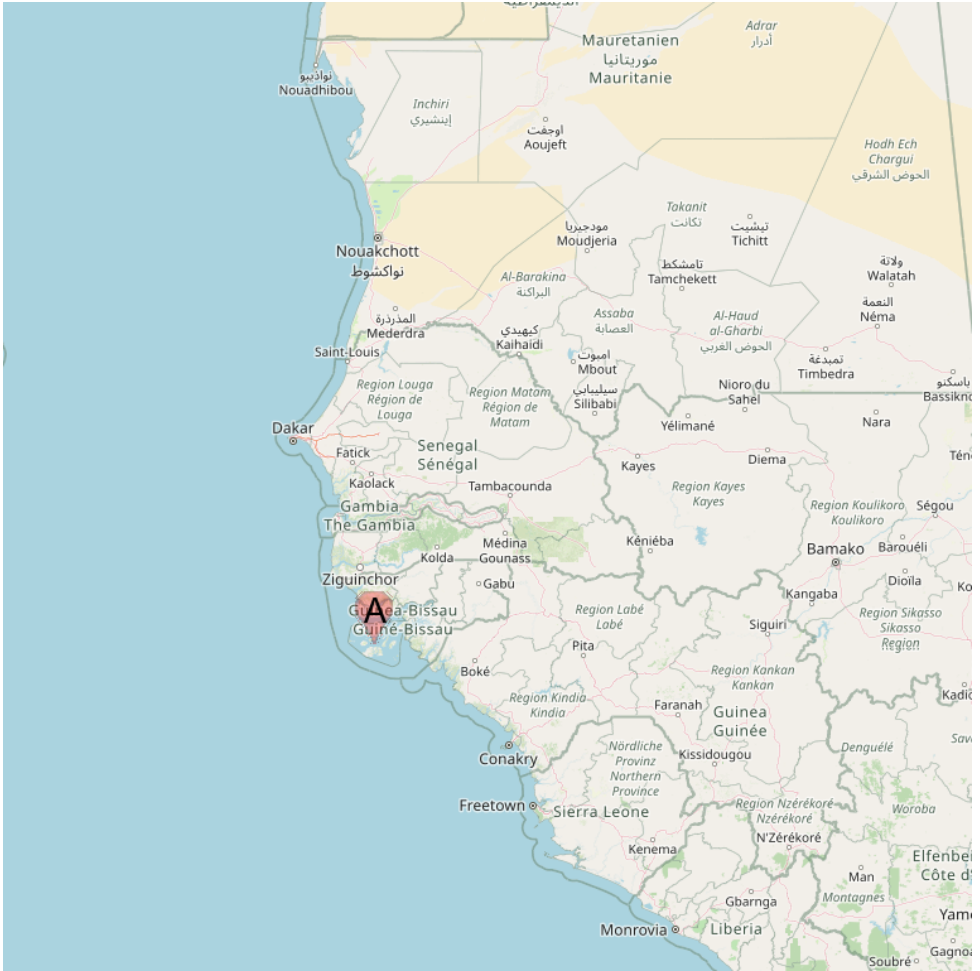 الديمقراطية
Mauretanien
موريتانيا
Mauritanie
Adrar
أدرار
نواذيبو
Nouadhibou
Inchiri
إينشيري
اوجفت
Aoujeft
Hodh Ech
Chargui
الحوض الشرقي
Takanit
تكانت
تيشيت
Tichitt
مودجيريا
Moudjeria
Nouakchott
نواكشوط
تامشكط
Tamchekett
ولاتة
Walatah
Al-Barakina
البراكنة
النعمة
Néma
المذرذرة
Mederdra
Assaba
العصابة
Al-Haud
al-Gharbi
الحوض الغربي
كيهيدي
Kaihaidi
Saint-Louis
امبوت
Mbout
تمبدغة
Timbedra
سيليبابي
Silibabi
Nioro du
Sahel
باسكنو
Bassikno
Region Louga
Région de
Louga
Region Matam
Région de
Matam
Yélimané
Nara
Dakar
Senegal
Sénégal
Fatick
Kayes
Diema
Tén
Kaolack
Tambacounda
Region Kayes
Kayes
Region Koulikoro
Koulikoro
Ségou
Gambia
The Gambia
Médina
Gounass
Kéniéba
Bamako
Barouéli
Kolda
Ziguinchor
Gabu
Dioïla
Ko
Kangaba
A
Guinea-Bissau
Guiné-Bissau
Region Labé
Labé
Siguiri
Region Sikasso
Sikasso
Region
Pita
Boké
Region Kankan
Kankan
Kadio
Region Kindia
Kindia
Faranah
Guinea
Guinée
Denguélé
Sava
Conakry
Nördliche
Provinz
Northern
Province
Kissidougou
Freetown
Sierra Leone
Region Nzérékoré
Nzérékoré
Woroba
N'Zérékoré
Kenema
Man
Elfenbei
Côte d'
Montagnes
Gbarnga
Yamo
Monrovia
Liberia
Soubré
Gagnoa